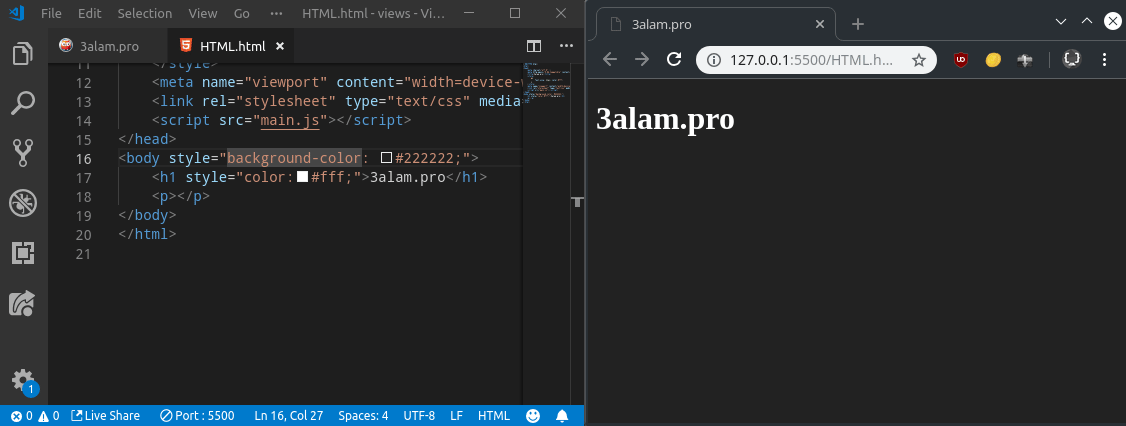 File Edit Selection View Go HTML.html - views - Vi...
3alam.pro HTML.html
11 </style>
12 <meta name="viewport" content="width=device-
13 <link rel="stylesheet" type="text/css" media
14 <script src="main.js"></script>
15 </head>
16 <body style="background-color: #222222;">
17 <h1 style="color: #fff;">3alam.pro</h1>
18 <p></p>
19 </body>
20 </html>
21
1
0 0 Live Share Port : 5500 Ln 16, Col 27 Spaces: 4 UTF-8 LF HTML
3alam.pro
127.0.0.1:5500/HTML.h...
3alam.pro